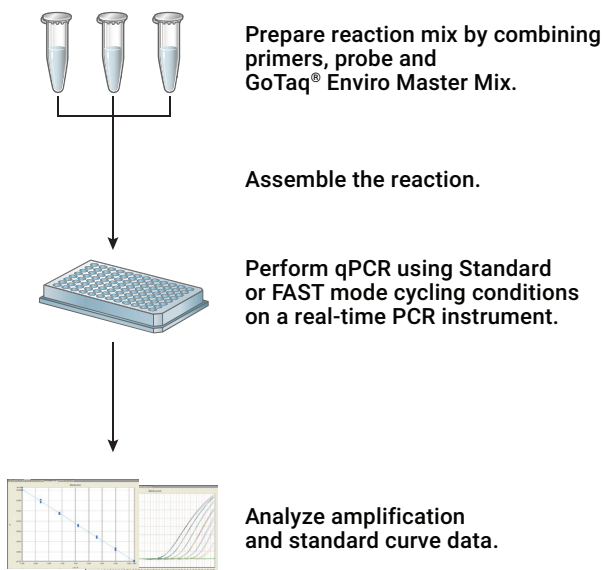 Prepare reaction mix by combining
primers, probe and
GoTaq® Enviro Master Mix.
Assemble the reaction.
Perform qPCR using Standard
or FAST mode cycling conditions
on a real-time PCR instrument.
Analyze amplification
and standard curve data.